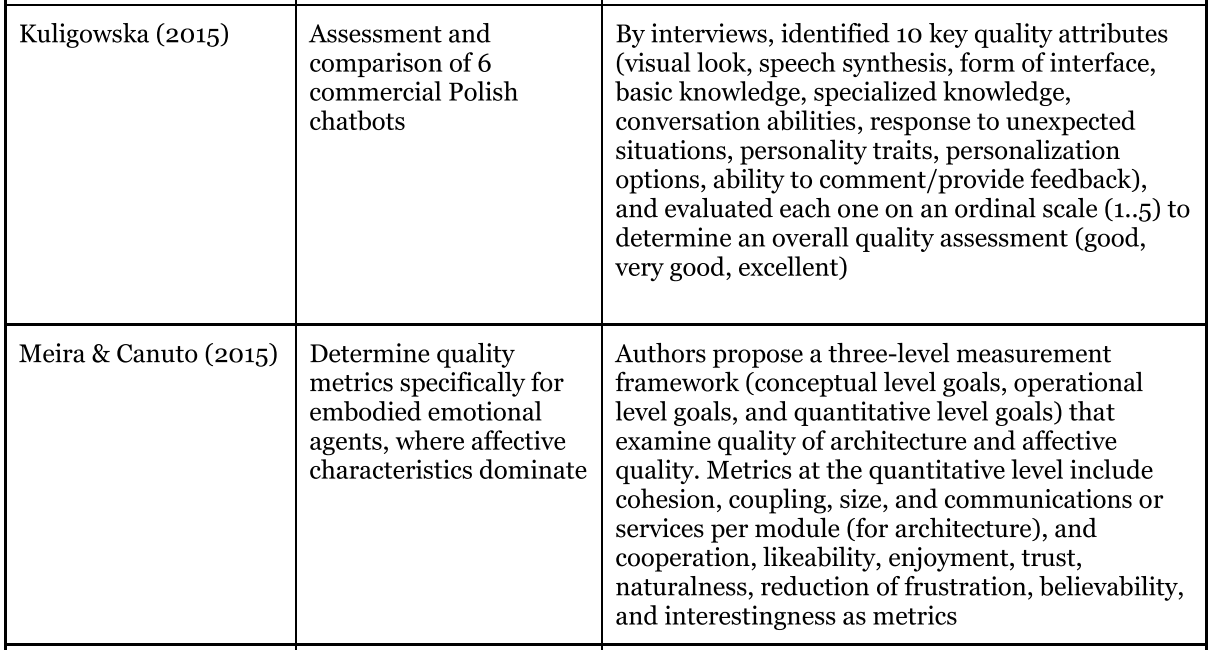 Kuligowska (2015)
Assessment and
comparison of 6
commercial Polish
chatbots
By interviews, identified 10 key quality attributes
(visual look, speech synthesis, form of interface,
basic knowledge, specialized knowledge,
conversation abilities, response to unexpected
situations, personality traits, personalization
options, ability to comment/provide feedback),
and evaluated each one on an ordinal scale (1..5) to
determine an overall quality assessment (good,
very good, excellent)
Meira & Canuto (2015)
Determine quality
metrics specifically for
embodied emotional
agents, where affective
characteristics dominate
Authors propose a three-level measurement
framework (conceptual level goals, operational
level goals, and quantitative level goals) that
examine quality of architecture and affective
quality. Metrics at the quantitative level include
cohesion, coupling, size, and communications or
services per module (for architecture), and
cooperation, likeability, enjoyment, trust,
naturalness, reduction of frustration, believability,
and interestingness as metrics